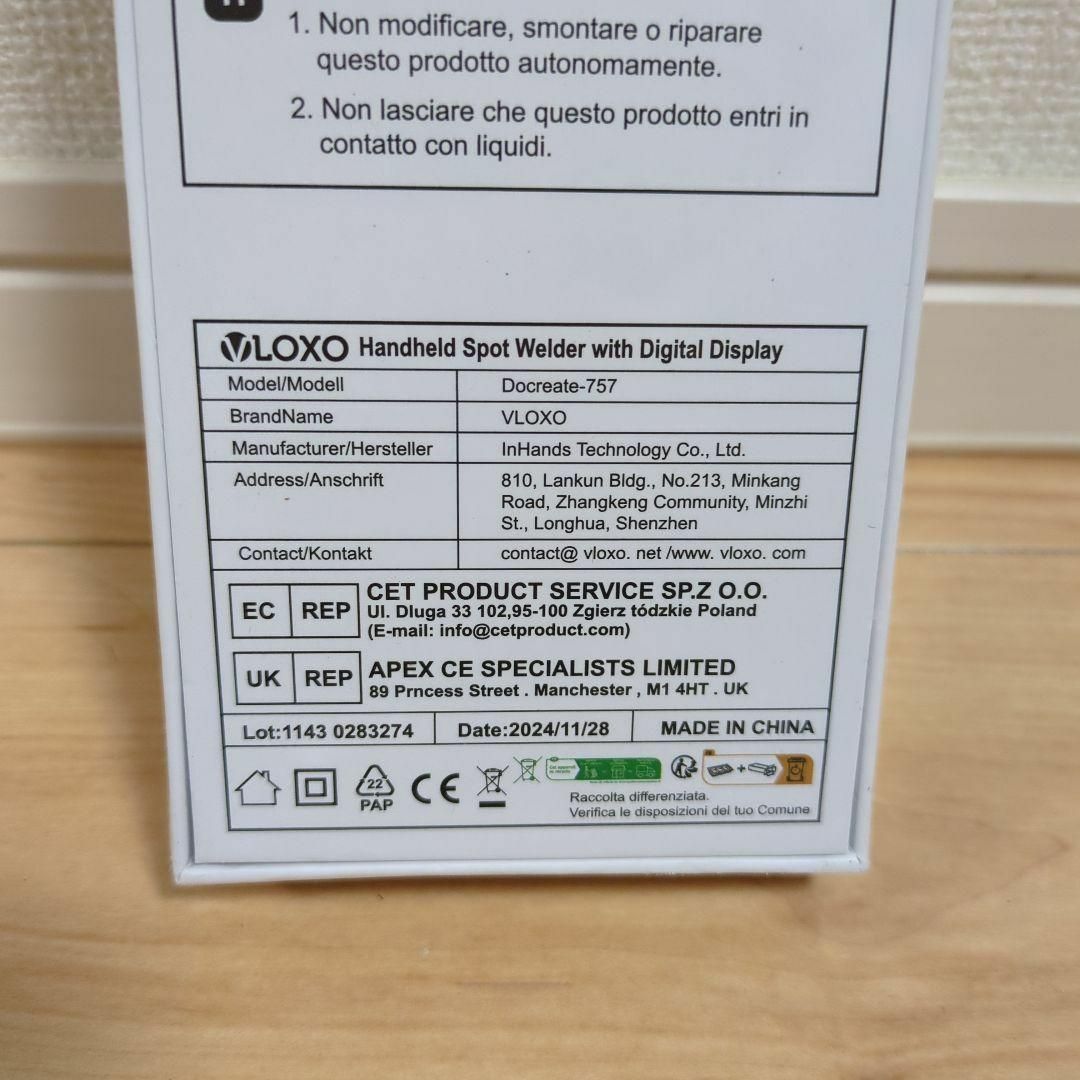 1. Non modificare, smontare o riparare
questo prodotto autonomamente.
2. Non lasciare che questo prodotto entri in
contatto con liquidi.
VLOXO Handheld Spot Welder with Digital Display
Model/Modell Docreate-757
BrandName VLOXO
Manufacturer/Hersteller InHands Technology Co., Ltd.
Address/Anschrift 810, Lankun Bldg., No.213, Minkang
Road, Zhangkeng Community, Minzhi
St., Longhua, Shenzhen
Contact/Kontakt contact@ vloxo. net /www. vloxo. com
EC REP CET PRODUCT SERVICE SP.Z O.O.
Ul. Dluga 33 102,95-100 Zgierz tódzkie Poland
(E-mail: info@cetproduct.com)
UK REP APEX CE SPECIALISTS LIMITED
89 Prncess Street . Manchester , M1 4HT . UK
Lot:1143 0283274 Date:2024/11/28 MADE IN CHINA
22
PAP
CE
Raccolta differenziata.
Verifica le disposizioni del tuo Comune